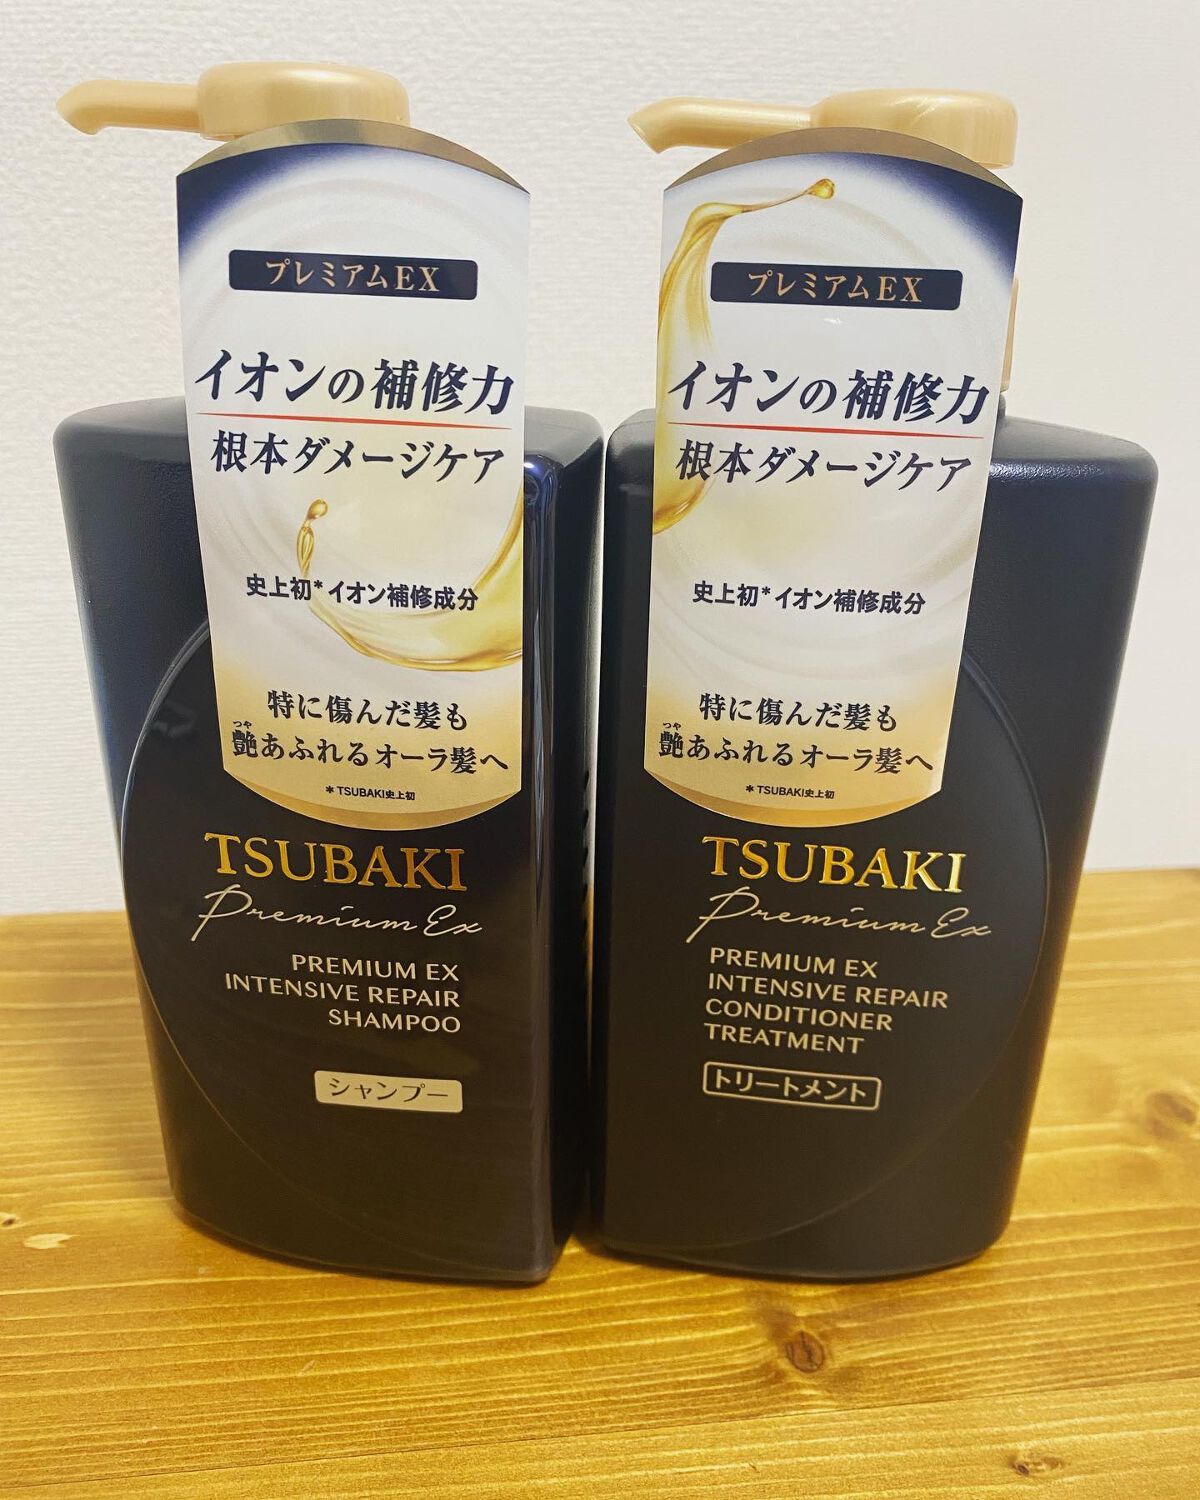 プレミアムEX
イオンの補修力
根本ダメージケア
史上初*イオン補修成分
特に傷んだ髪も
つや
艶あふれるオーラ髪へ
*TSUBAKI史上初
TSUBAKI
Premium Ex
PREMIUM EX
INTENSIVE REPAIR
SHAMPOO
シャンプー
プレミアムEX
イオンの補修力
根本ダメージケア
史上初*イオン補修成分
特に傷んだ髪も
つや
艶あふれるオーラ髪へ
*TSUBAKI史上初
TSUBAKI
Premium Ex
PREMIUM EX
INTENSIVE REPAIR
CONDITIONER
TREATMENT
トリートメント